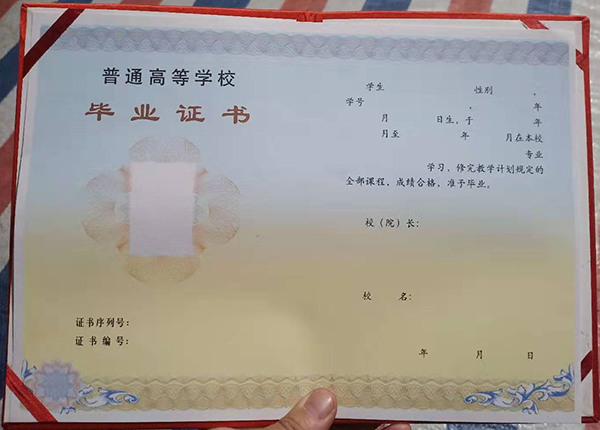 普通高等学校
毕业证书
证书序列号：
证书编号：
学生 性别 ，
学号 ， 年
月 日生，于 年
月至 年 月在本校
专业
学习，修完教学计划规定的
全部课程，成绩合格，准予毕业。
校（院）长：
校 名：
年 月 日